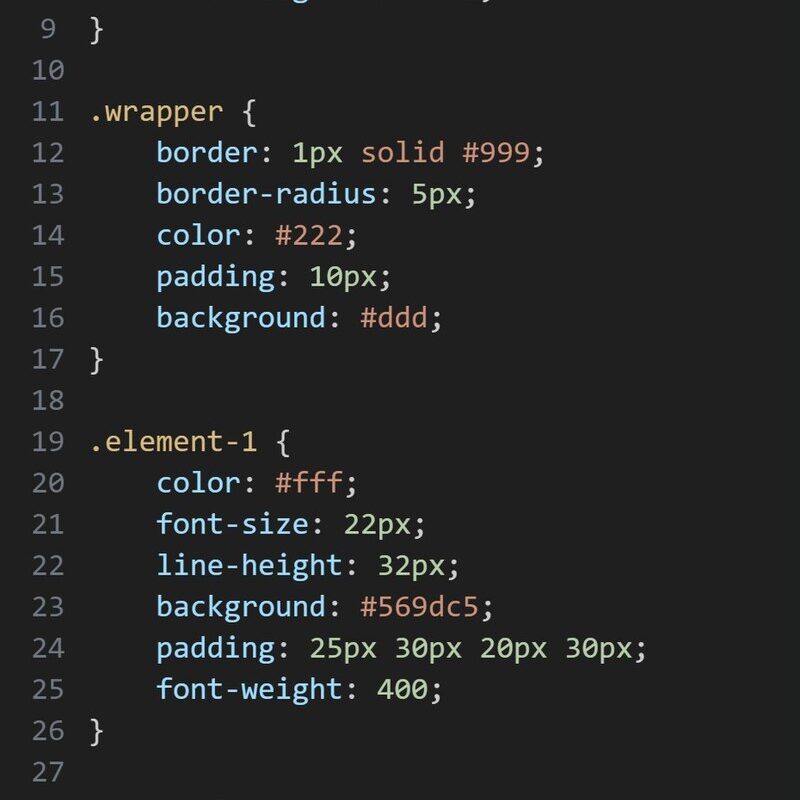 9 }
10
11 .wrapper {
12     border: 1px solid #999;
13     border-radius: 5px;
14     color: #222;
15     padding: 10px;
16     background: #ddd;
17 }
18
19 .element-1 {
20     color: #fff;
21     font-size: 22px;
22     line-height: 32px;
23     background: #569dc5;
24     padding: 25px 30px 20px 30px;
25     font-weight: 400;
26 }
27